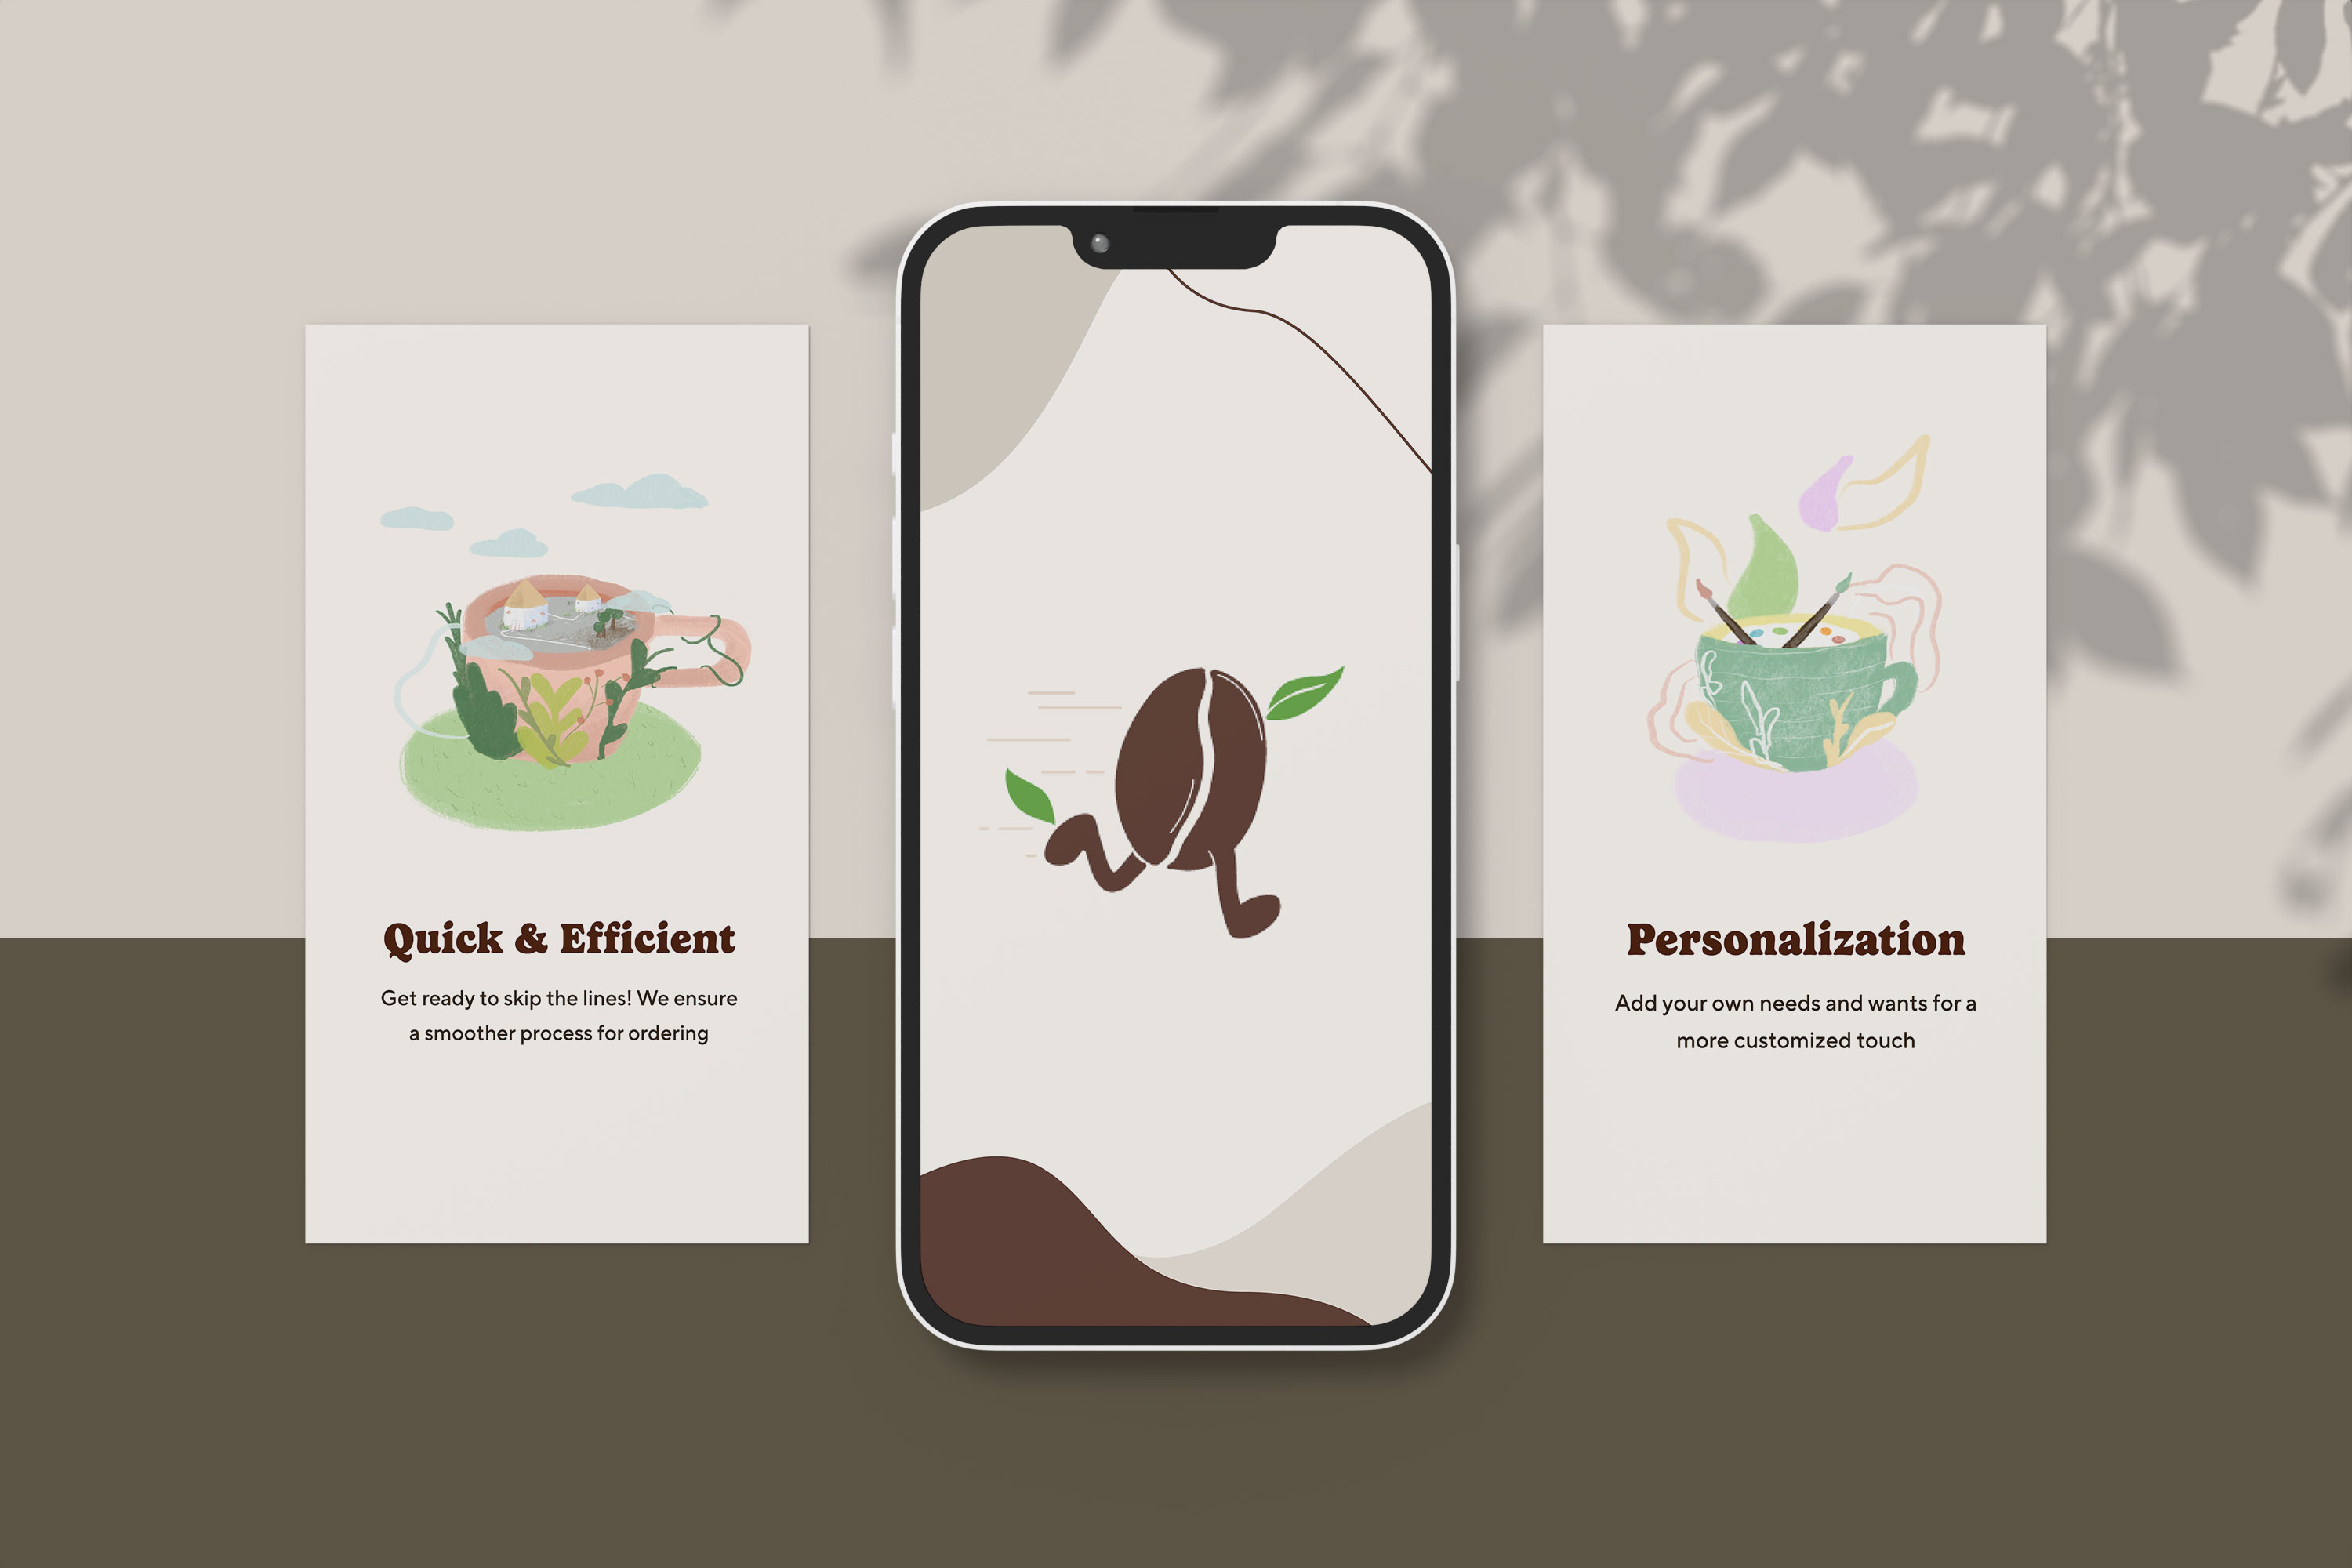 Quick & Efficient
Get ready to skip the lines! We ensure
a smoother process for ordering
Personalization
Add your own needs and wants for a
more customized touch